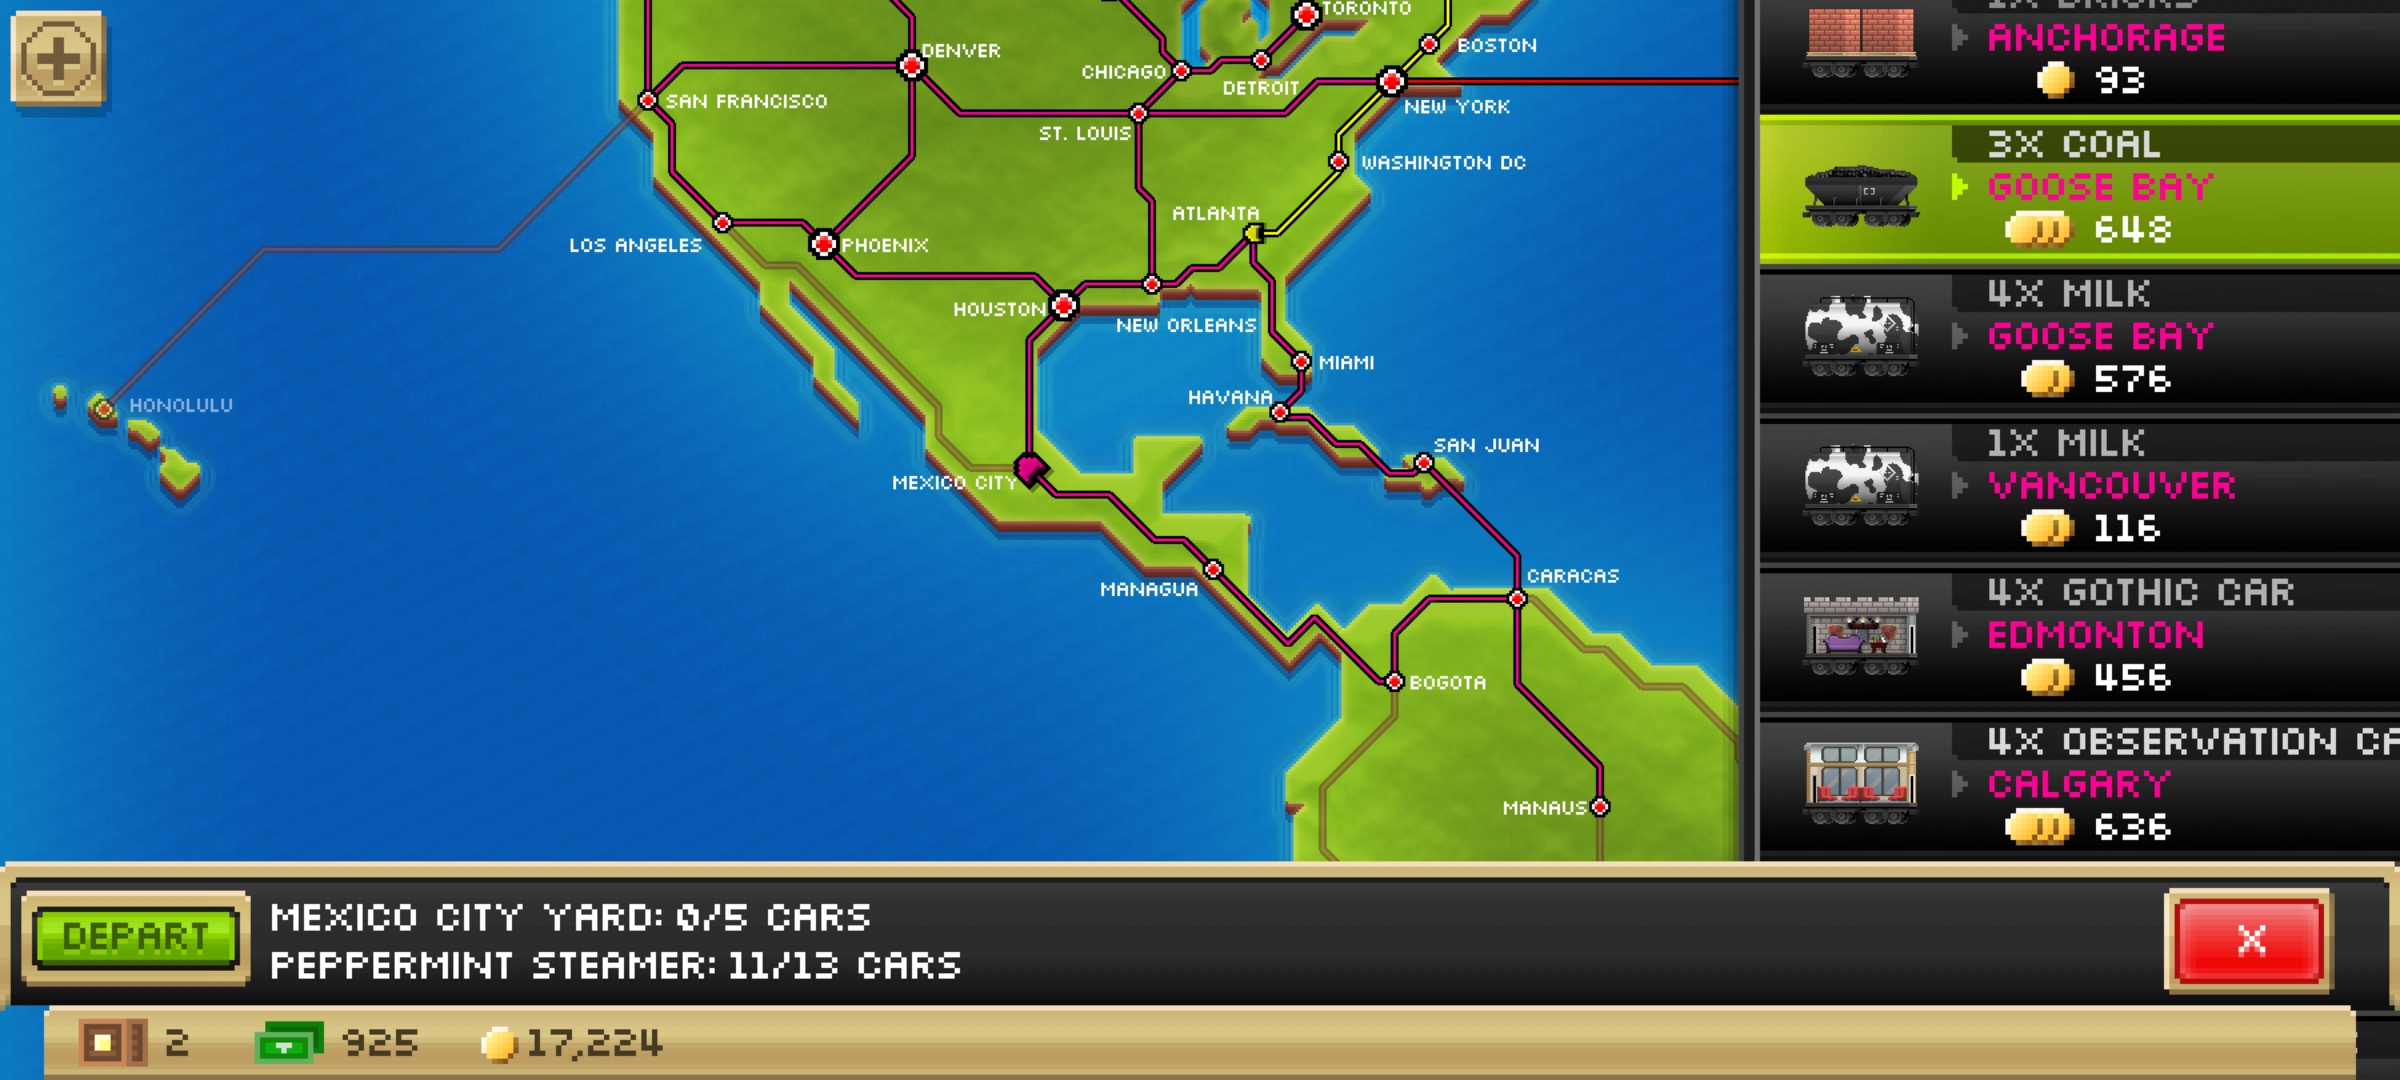 TORONTO
DENVER
BOSTON
CHICAGO
DETROIT
SAN FRANCISCO
NEW YORK
ST. LOUIS
WASHINGTON DC
ATLANTA
LOS ANGELES
PHOENIX
HOUSTON
NEW ORLEANS
MIAMI
HAVANA
HONOLULU
SAN JUAN
MEXICO CITY
CARACAS
MANAGUA
BOGOTA
MANAUS
1X BRICKS
ANCHORAGE
93
3X COAL
GOOSE BAY
648
4X MILK
GOOSE BAY
576
1X MILK
VANCOUVER
116
4X GOTHIC CAR
EDMONTON
456
4X OBSERVATION CA
CALGARY
636
DEPART
MEXICO CITY YARD: 0/5 CARS
PEPPERMINT STEAMER: 11/13 CARS
X
2
925
17,224